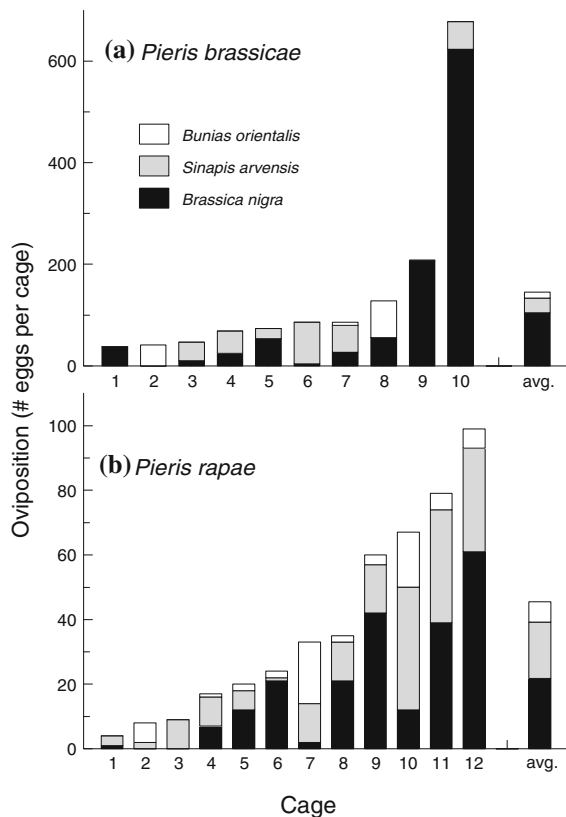 (a) Pieris brassicae
Bunias orientalis
Sinapis arvensis
Brassica nigra
600
400
200
0
1 2 3 4 5 6 7 8 9 10 avg.
Oviposition (# eggs per cage)
(b) Pieris rapae
100
80
60
40
20
0
1 2 3 4 5 6 7 8 9 10 11 12 avg.
Cage